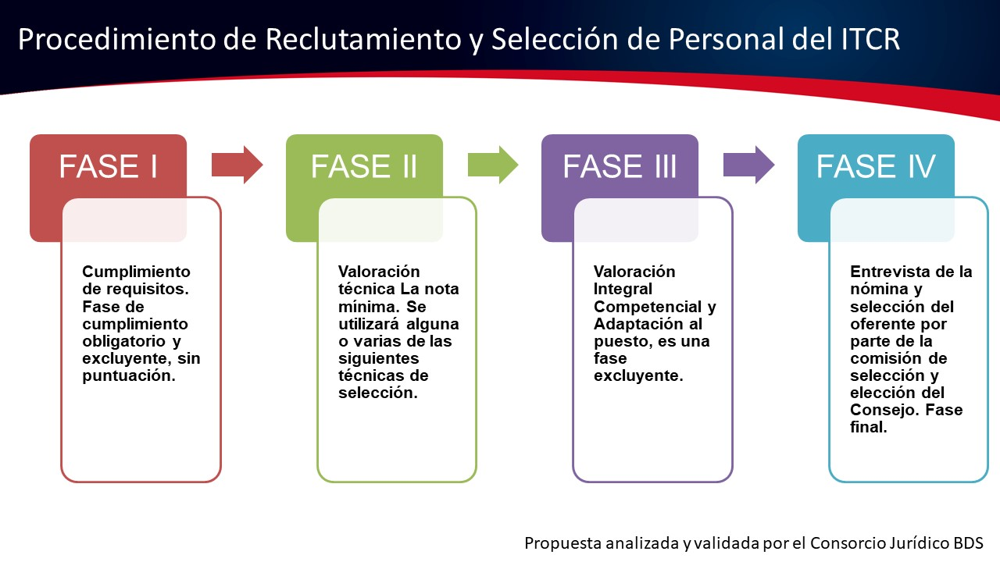 Procedimiento de Reclutamiento y Selección de Personal del ITCR
FASE I
Cumplimiento
de requisitos.
Fase de
cumplimiento
obligatorio y
excluyente, sin
puntuación.
FASE II
Valoración
técnica La nota
mínima. Se
utilizará alguna
o varias de las
siguientes
técnicas de
selección.
FASE III
Valoración
Integral
Competencial y
Adaptación al
puesto, es una
fase
excluyente.
FASE IV
Entrevista de la
nómina y
selección del
oferente por
parte de la
comisión de
selección y
elección del
Consejo. Fase
final.
Propuesta analizada y validada por el Consorcio Jurídico BDS